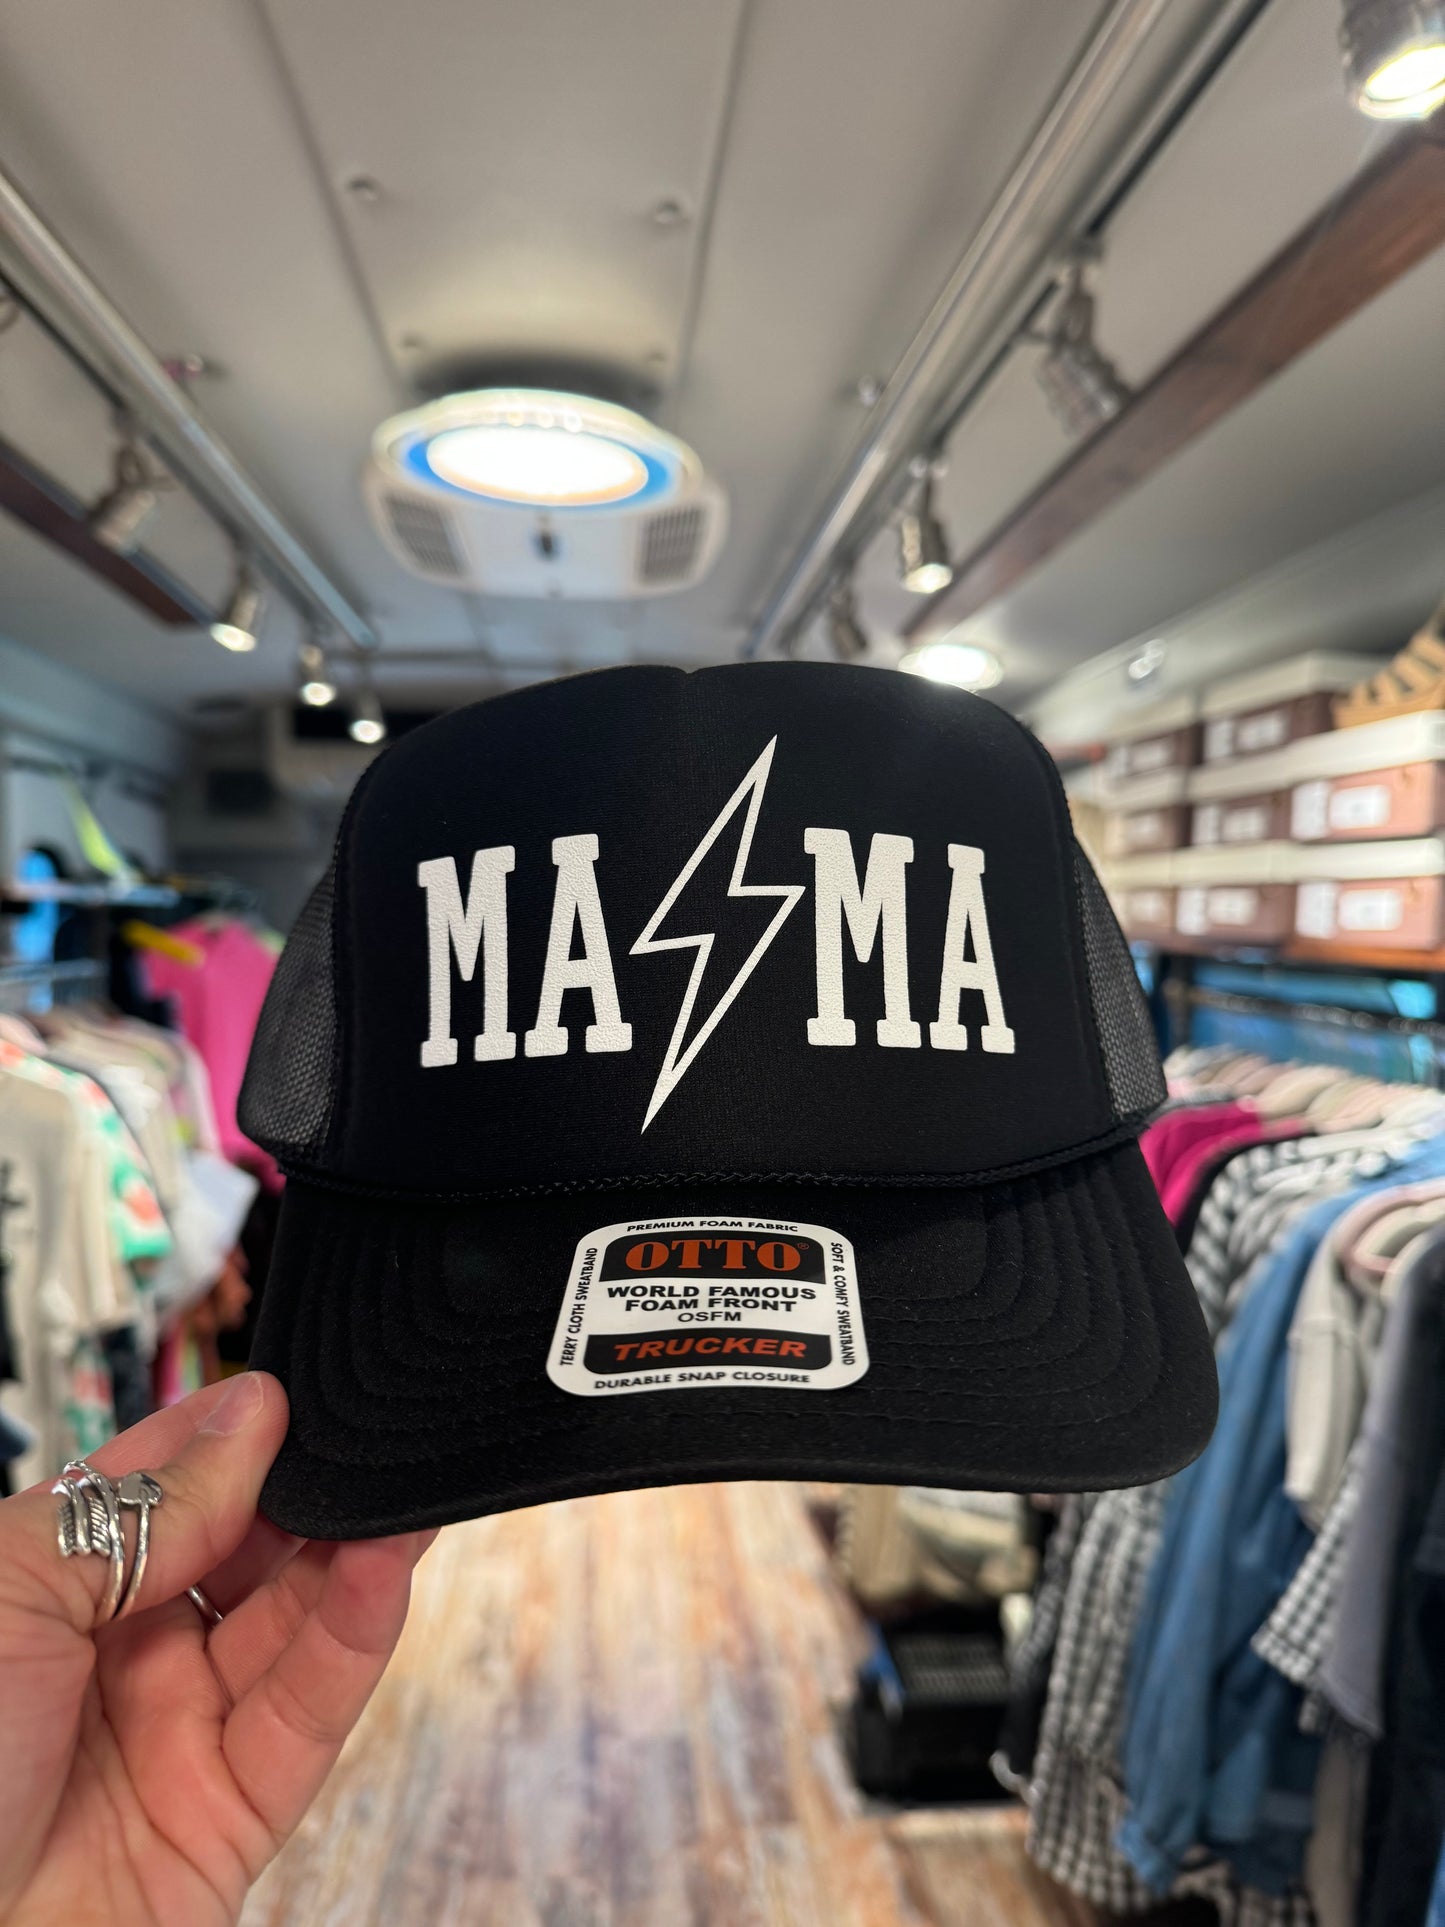 MA MA
PREMIUM FOAM FABRIC
TERRY CLOTH SWEATBAND
OTTO®
WORLD FAMOUS
FOAM FRONT
OSFM
TRUCKER
SOFT & COMFY SWEATBAND
DURABLE SNAP CLOSURE